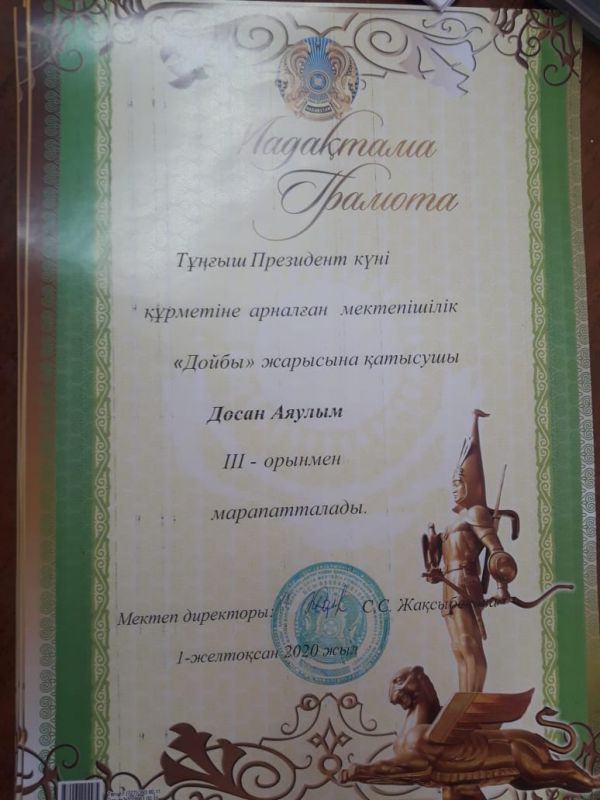 Мадақтама
Грамота
Тұңғыш Президент күні
құрметіне арналған мектепішілік
«Дойбы» жарысына қатысушы
Досан Аяулым
III - орынмен
марапатталады.
Мектеп директоры: С.С.
1-желтоқсан 2020 жыл